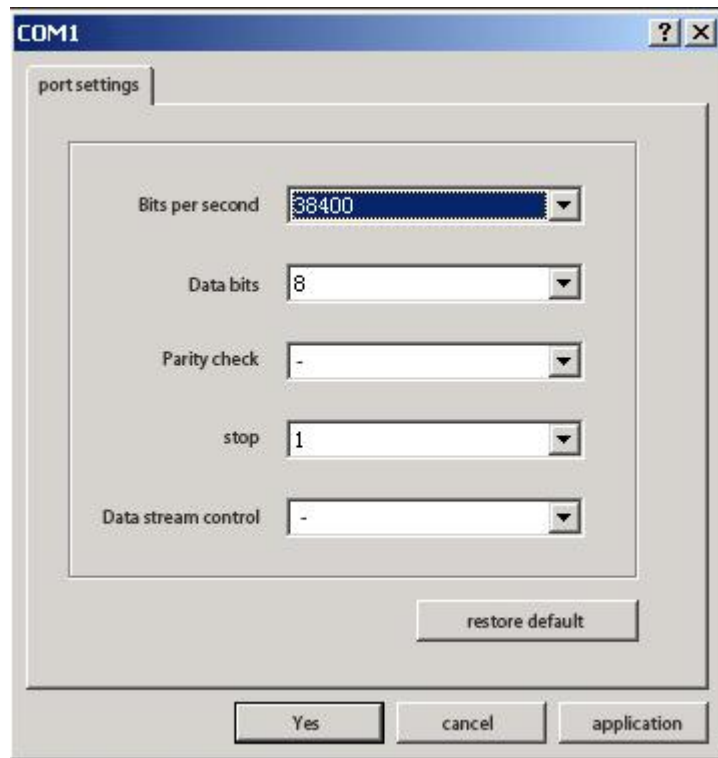 COM1
port settings
Bits per second 38400
Data bits 8
Parity check -
stop 1
Data stream control -
restore default
Yes cancel application